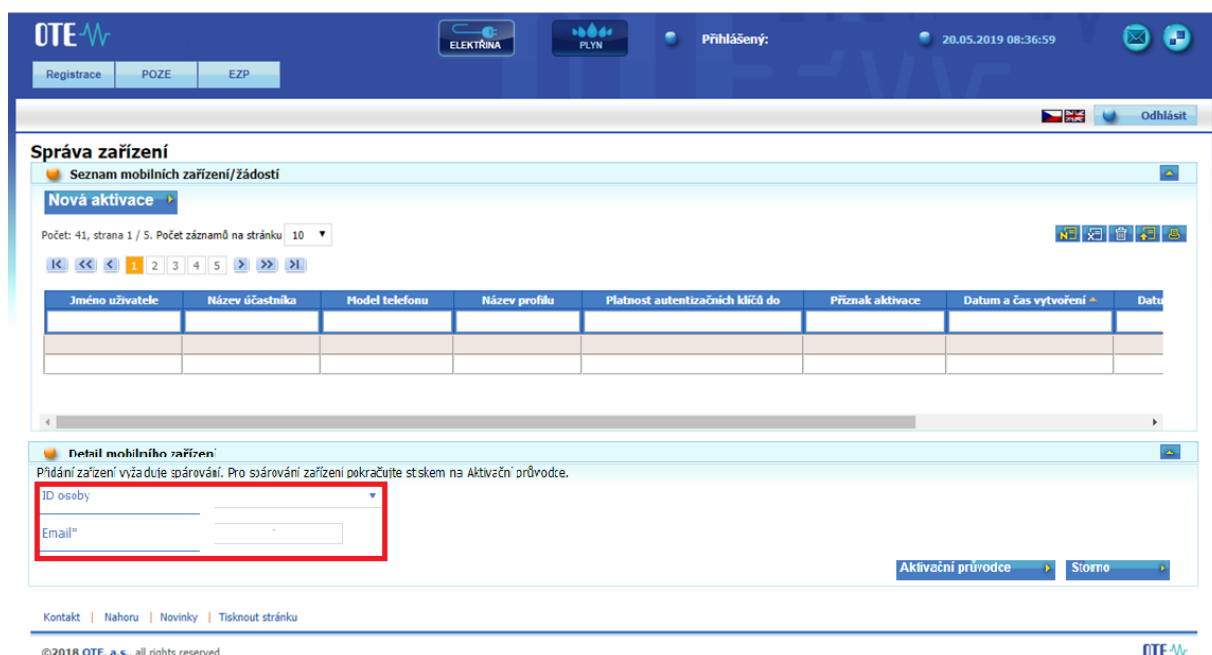 OTE
ELEKTŘINA
PLYN
Přihlášený:
20.05.2019 08:36:59
Registrace
POZE
EZP
Odhlásit
Správa zařízení
Seznam mobilních zařízení/žádostí
Nová aktivace
Počet: 41, strana 1 / 5. Počet záznamů na stránku 10
1 2 3 4 5
Jméno uživatele
Název účastníka
Model telefonu
Název profilu
Platnost autentizačních klíčů do
Příznak aktivace
Datum a čas vytvoření
Datu
Detail mobilního zařízení
Přidání zařízení vyžaduje spárování. Pro spárování zařízení pokračujte stiskem na Aktivační průvodce.
ID osoby
Email*
Aktivační průvodce
Storno
Kontakt | Nahoru | Novinky | Tisknout stránku
©2018 OTE, a.s., all rights reserved
OTE